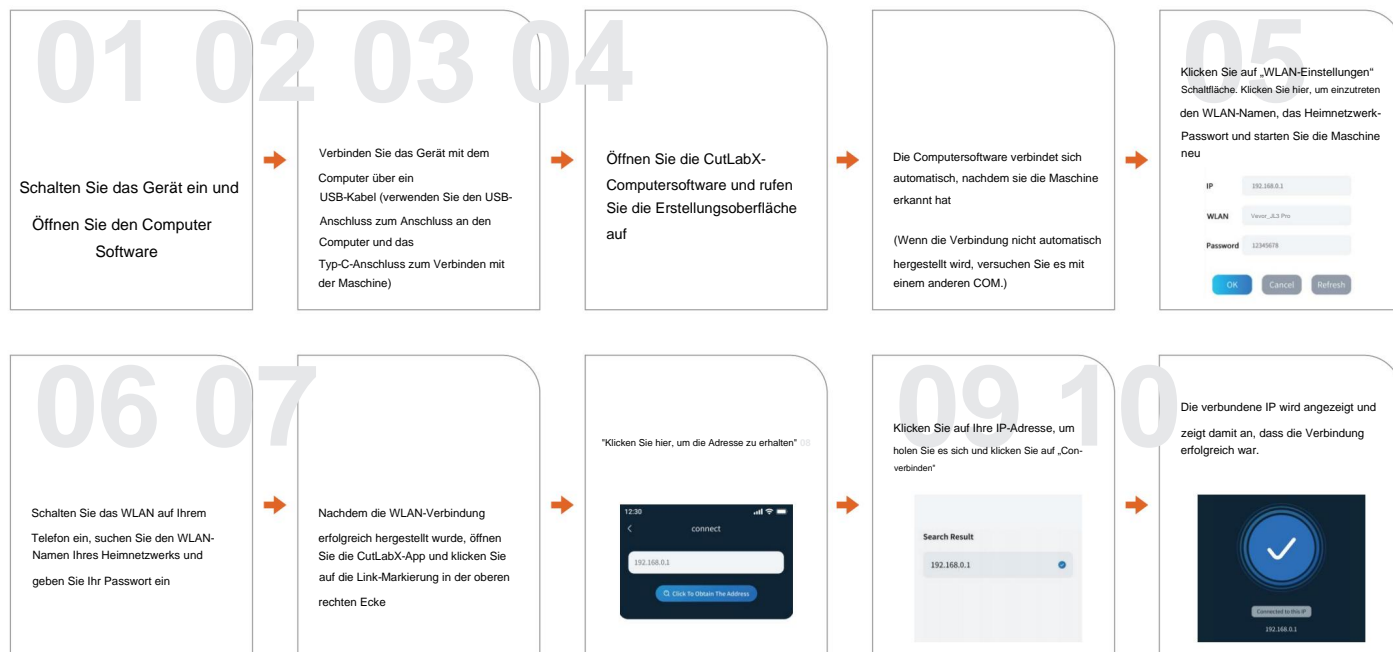 01 02 03 04
Schalten Sie das Gerät ein und
Öffnen Sie den Computer
Software
Verbinden Sie das Gerät mit dem
Computer über ein
USB-Kabel (verwenden Sie den USB-
Anschluss zum Anschluss an den
Computer und das
Typ-C-Anschluss zum Verbinden mit
der Maschine)
Öffnen Sie die CutLabX-
Computersoftware und rufen
Sie die Erstellungsoberfläche
auf
Die Computersoftware verbindet sich
automatisch, nachdem sie die Maschine
erkannt hat
(Wenn die Verbindung nicht automatisch
hergestellt wird, versuchen Sie es mit
einem anderen COM.)
05
Klicken Sie auf „WLAN-Einstellungen“
Schaltfläche. Klicken Sie hier, um einzutreten
den WLAN-Namen, das Heimnetzwerk-
Passwort und starten Sie die Maschine
neu
IP 192.168.0.1
WLAN Vevor_JL3 Pro
Password 12345678
OK Cancel Refresh
06 07
Schalten Sie das WLAN auf Ihrem
Telefon ein, suchen Sie den WLAN-
Namen Ihres Heimnetzwerks und
geben Sie Ihr Passwort ein
Nachdem die WLAN-Verbindung
erfolgreich hergestellt wurde, öffnen
Sie die CutLabX-App und klicken Sie
auf die Link-Markierung in der oberen
rechten Ecke
"Klicken Sie hier, um die Adresse zu erhalten" 08
12:30
connect
192.168.0.1
Click To Obtain The Address
09 10
Klicken Sie auf Ihre IP-Adresse, um
holen Sie es sich und klicken Sie auf „Con-
verbinden"
Search Result
192.168.0.1
Die verbundene IP wird angezeigt und
zeigt damit an, dass die Verbindung
erfolgreich war.
Connected to this IP
192.168.0.1